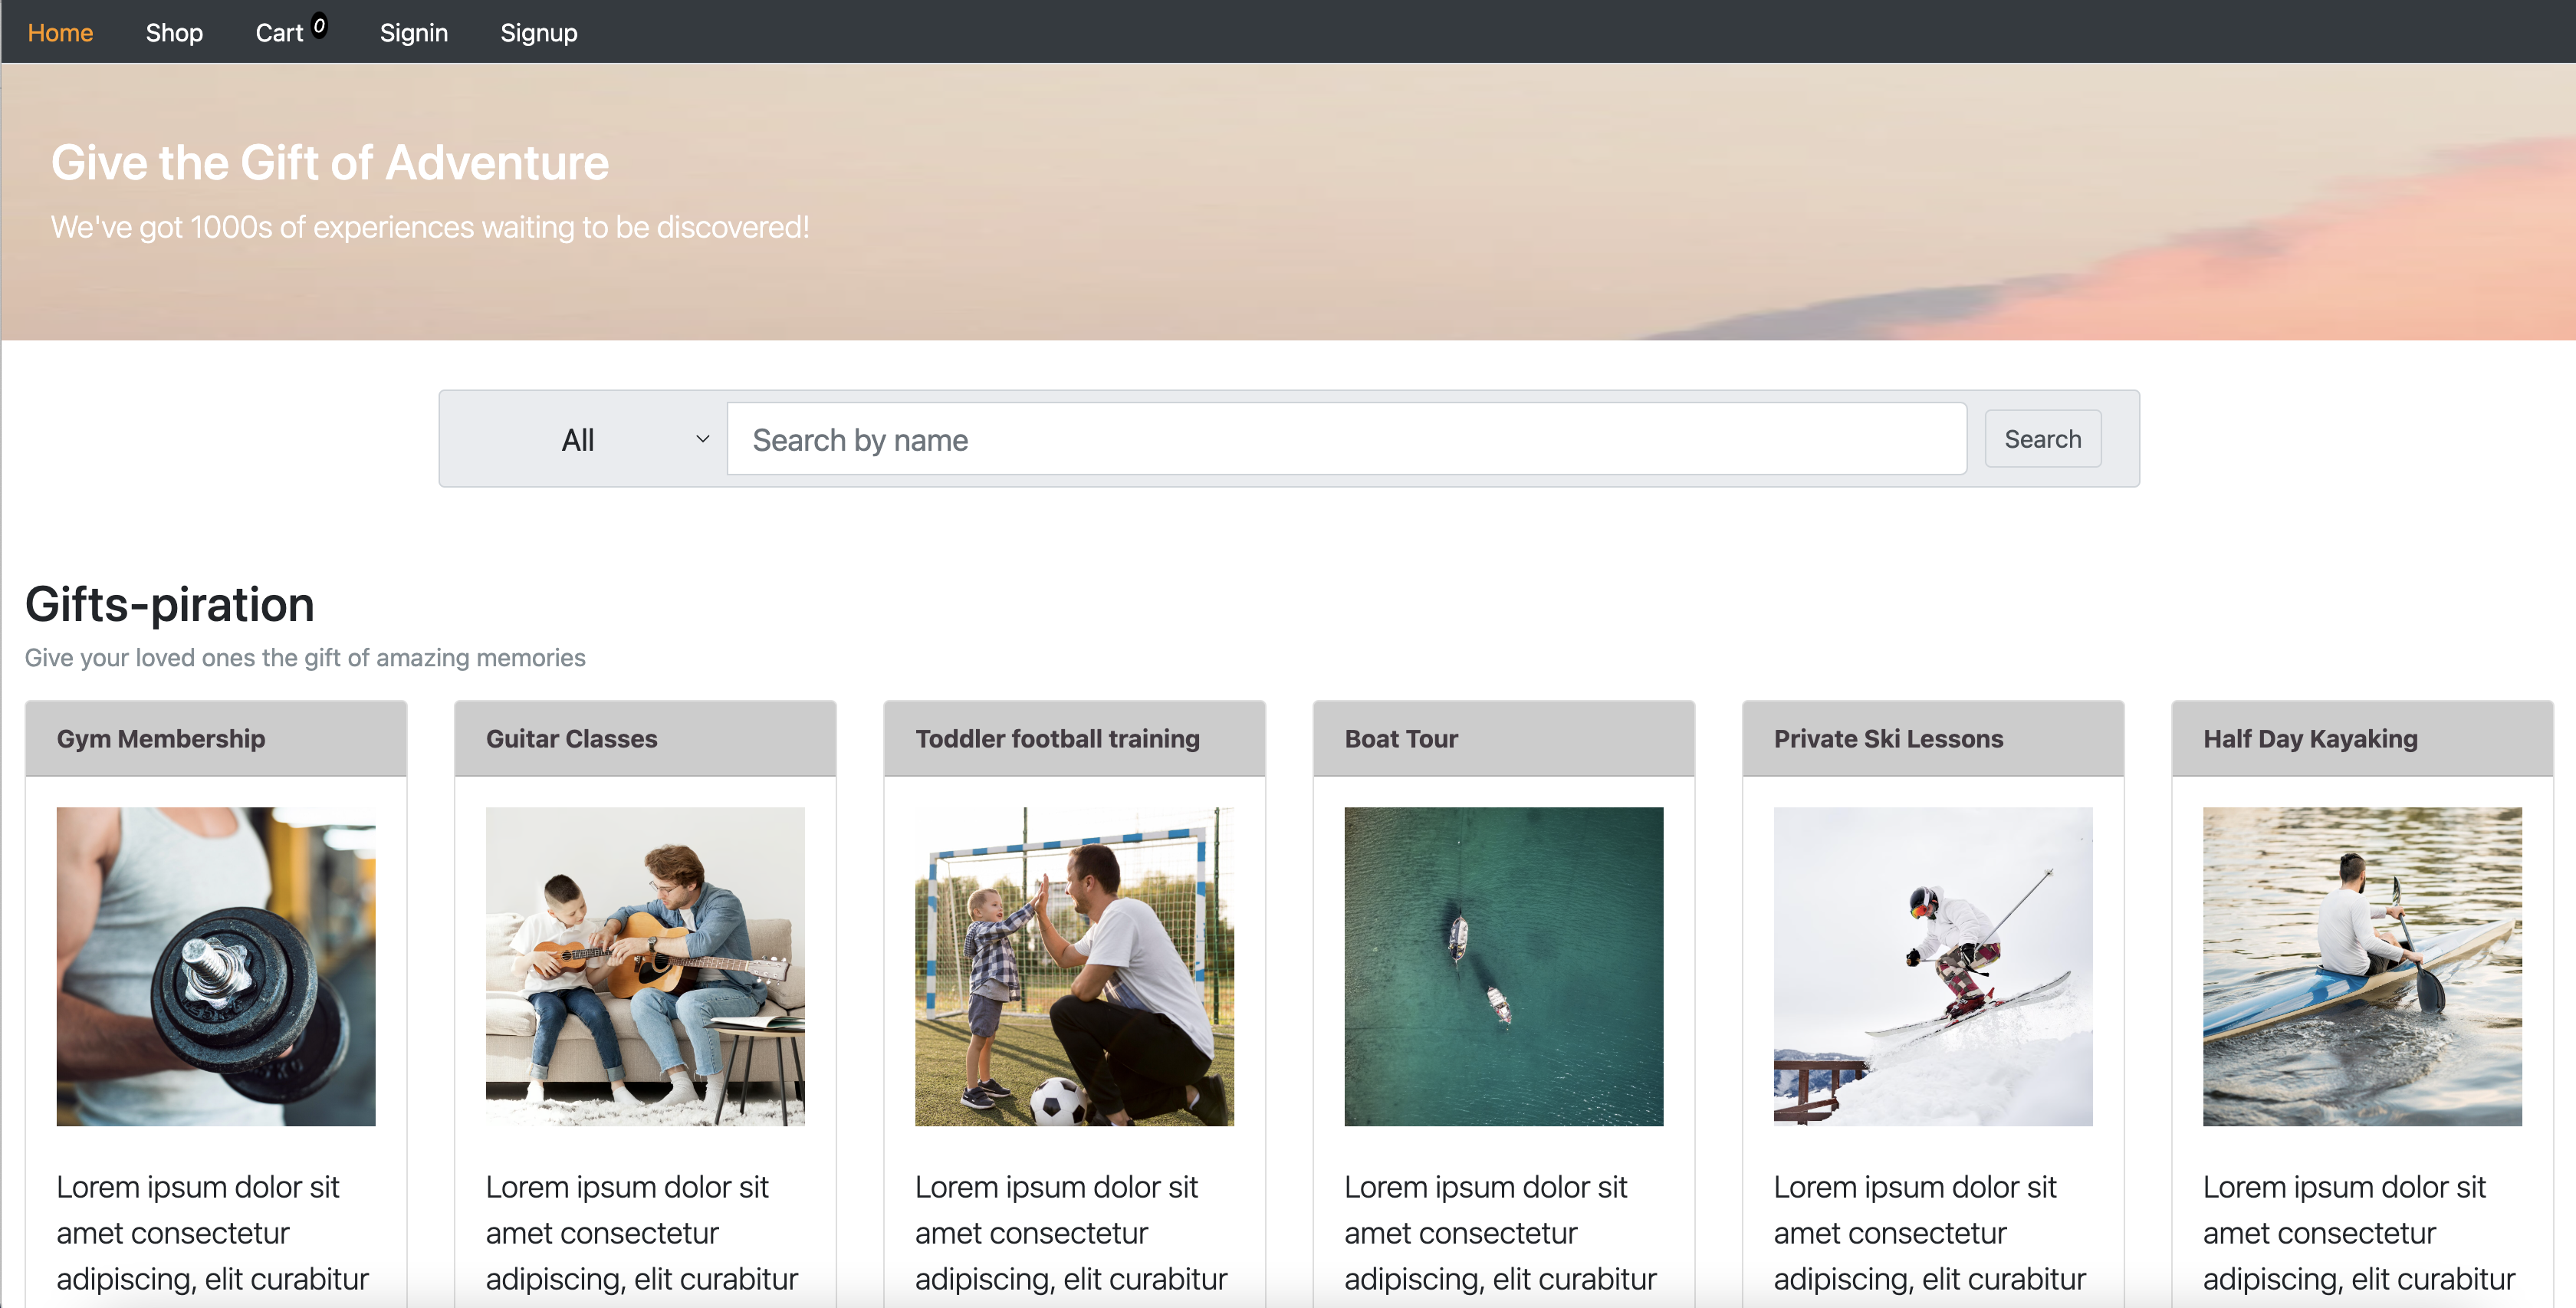 Home Shop Cart 0 Signin Signup
Give the Gift of Adventure
We've got 1000s of experiences waiting to be discovered!
All Search by name Search
Gifts-piration
Give your loved ones the gift of amazing memories
Gym Membership
Lorem ipsum dolor sit
amet consectetur
adipiscing, elit curabitur
Guitar Classes
Lorem ipsum dolor sit
amet consectetur
adipiscing, elit curabitur
Toddler football training
Lorem ipsum dolor sit
amet consectetur
adipiscing, elit curabitur
Boat Tour
Lorem ipsum dolor sit
amet consectetur
adipiscing, elit curabitur
Private Ski Lessons
Lorem ipsum dolor sit
amet consectetur
adipiscing, elit curabitur
Half Day Kayaking
Lorem ipsum dolor sit
amet consectetur
adipiscing, elit curabitur